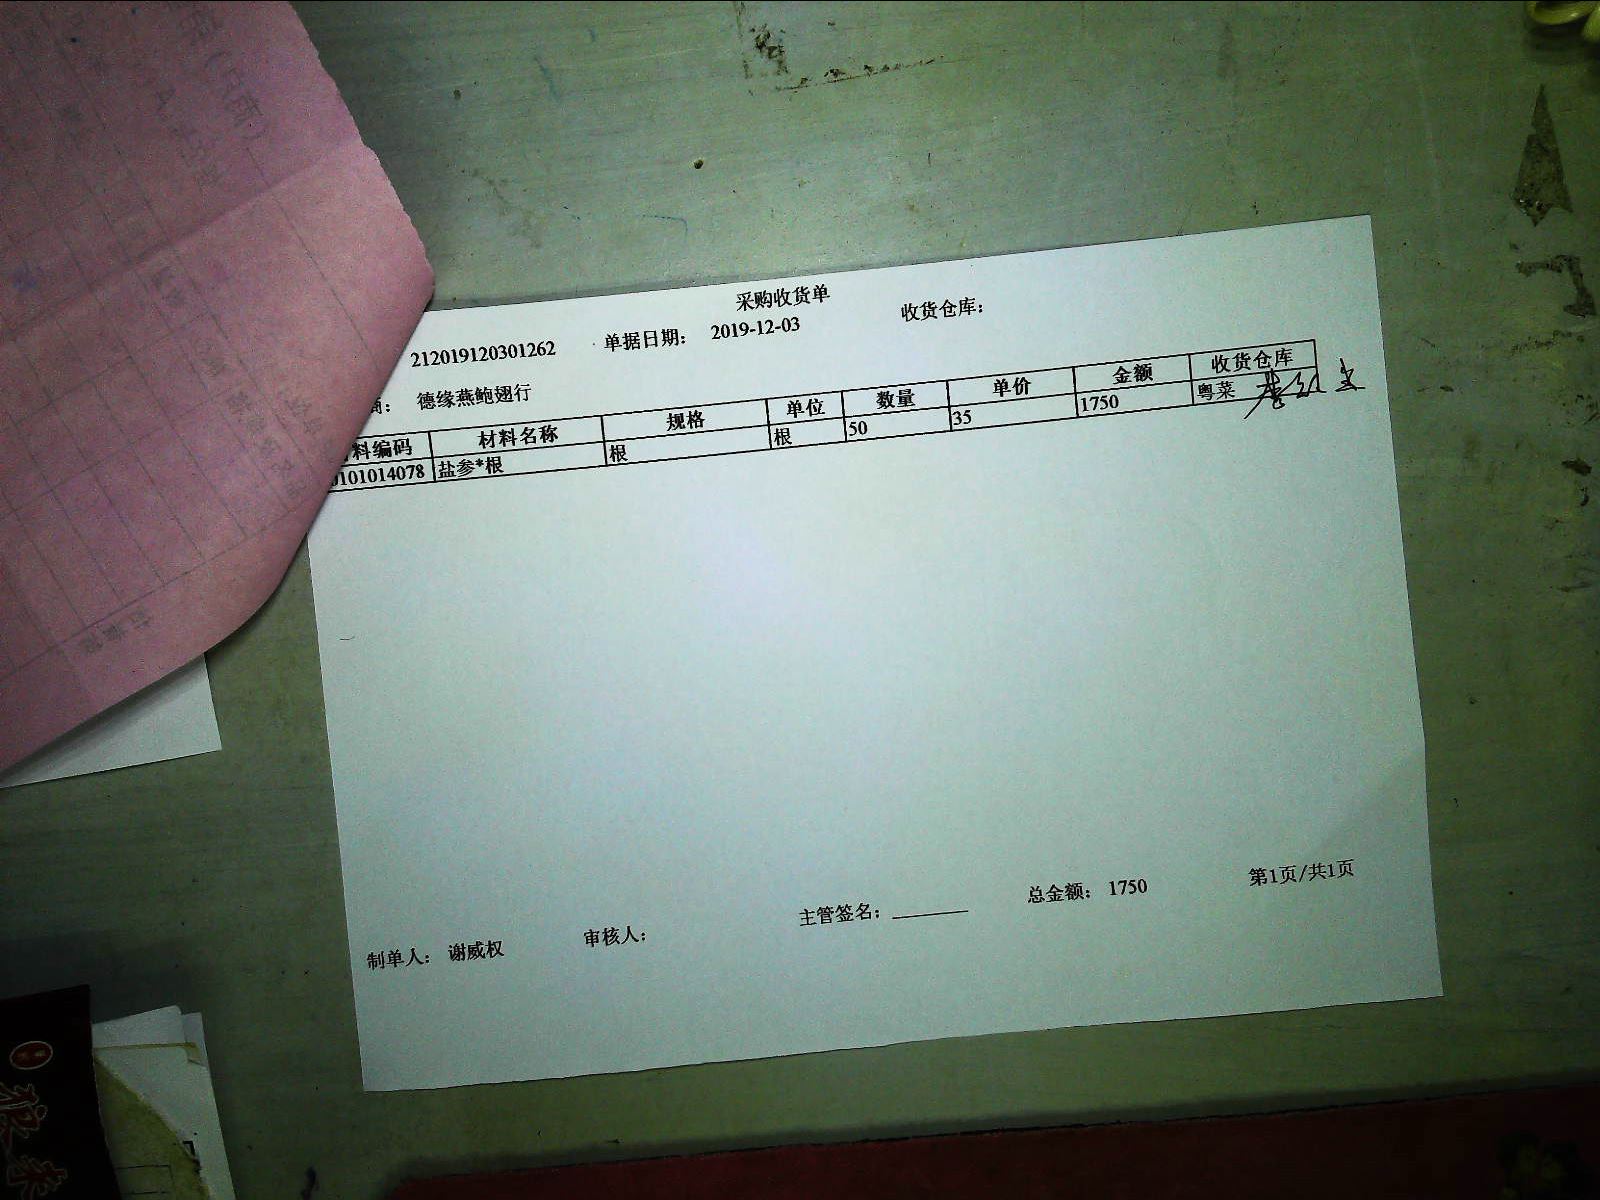 采购收货单
212019120301262 单据日期： 2019-12-03 收货仓库：
商： 德缘燕鲍翅行
料编码 材料名称 规格 单位 数量 单价 金额 收货仓库
0101014078 盐参*根 根 根 50 35 1750 粤菜
制单人： 谢威权 审核人： 主管签名：________ 总金额： 1750 第1页/共1页